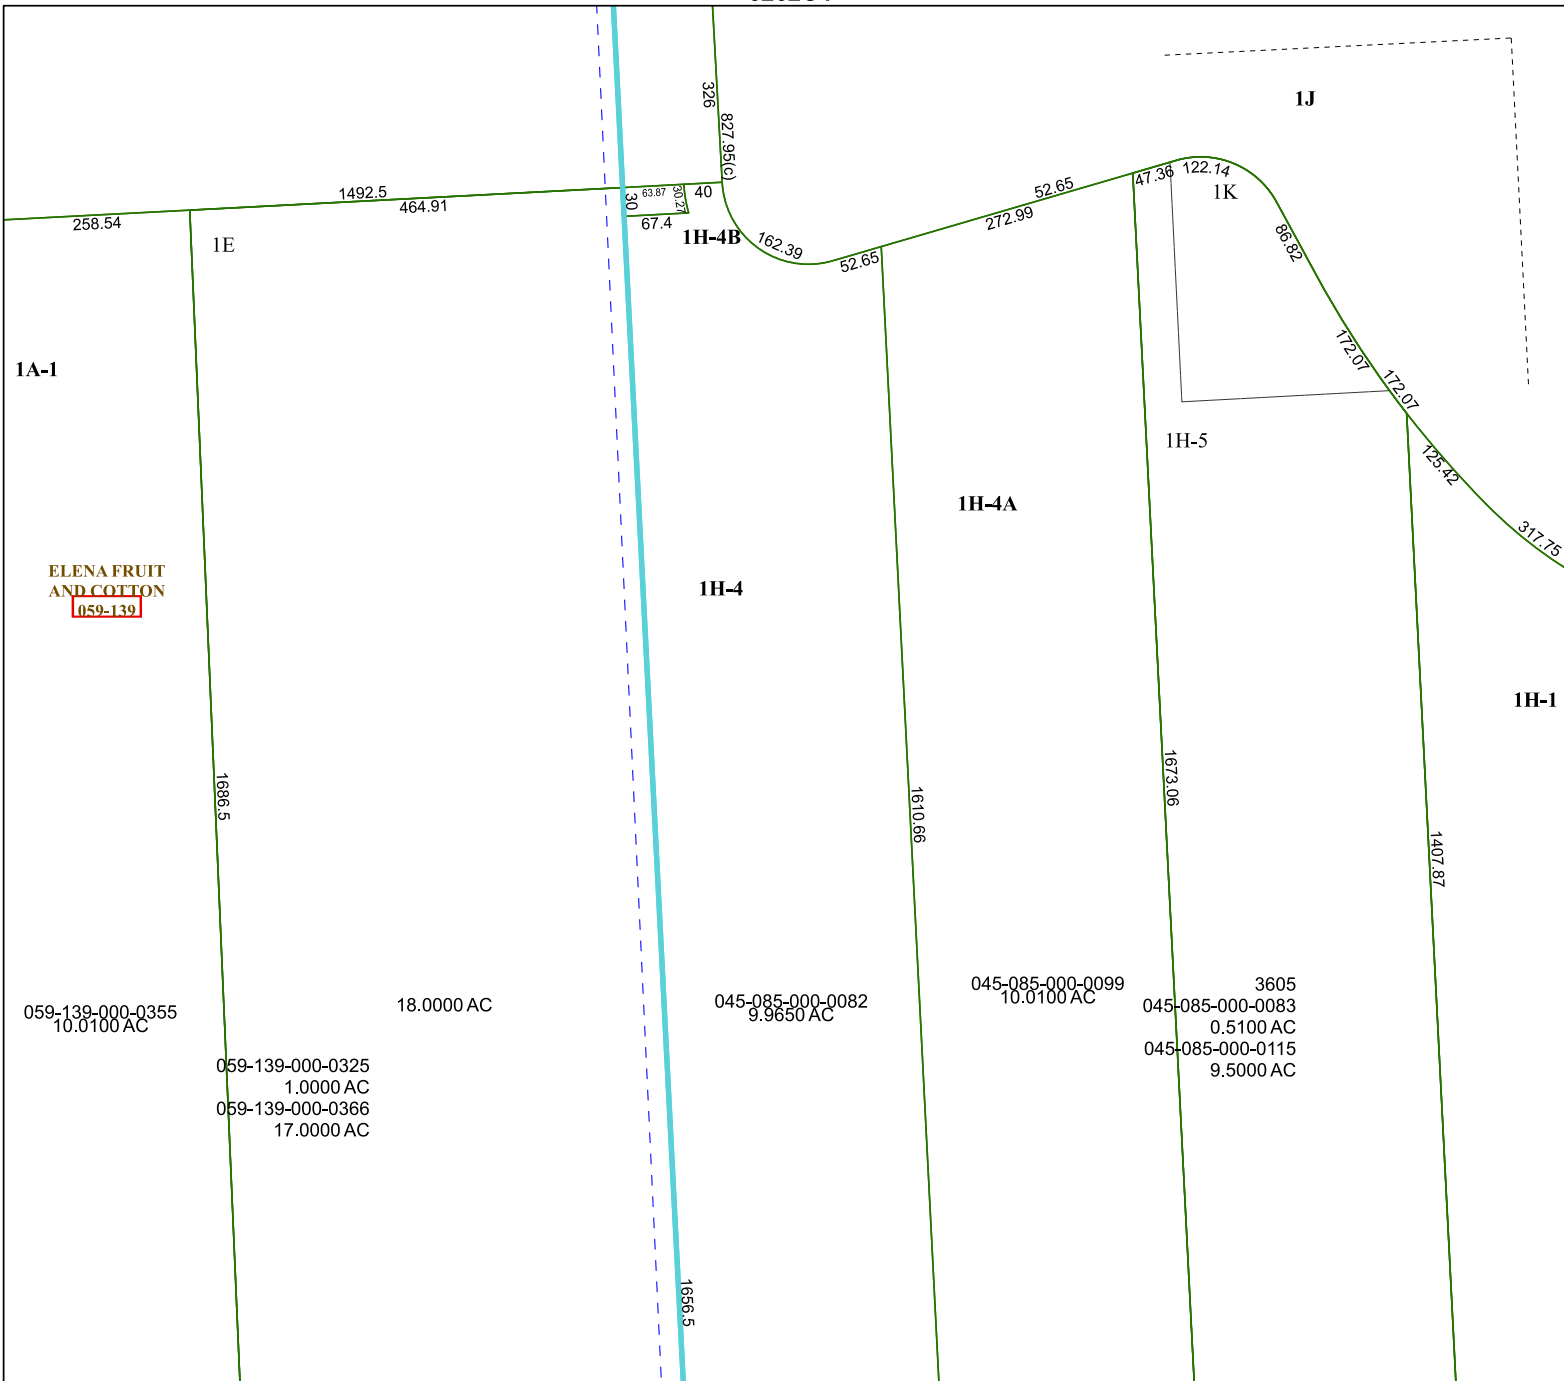 326
827.95(c)
1J
1492.5
464.91
258.54
1E
30
63.87
30.27
40
67.4
1H-4B
162.39
52.65
52.65
272.99
47.36
122.14
1K
86.82
172.07
172.07
125.42
317.75
1A-1
1H-5
1H-4A
1H-4
1H-1
ELENA FRUIT
AND COTTON
059-139
1686.5
1610.66
1673.06
1407.87
059-139-000-0355
10.0100 AC
18.0000 AC
059-139-000-0325
1.0000 AC
059-139-000-0366
17.0000 AC
045-085-000-0082
9.9650 AC
045-085-000-0099
10.0100 AC
3605
045-085-000-0083
0.5100 AC
045-085-000-0115
9.5000 AC
1656.5